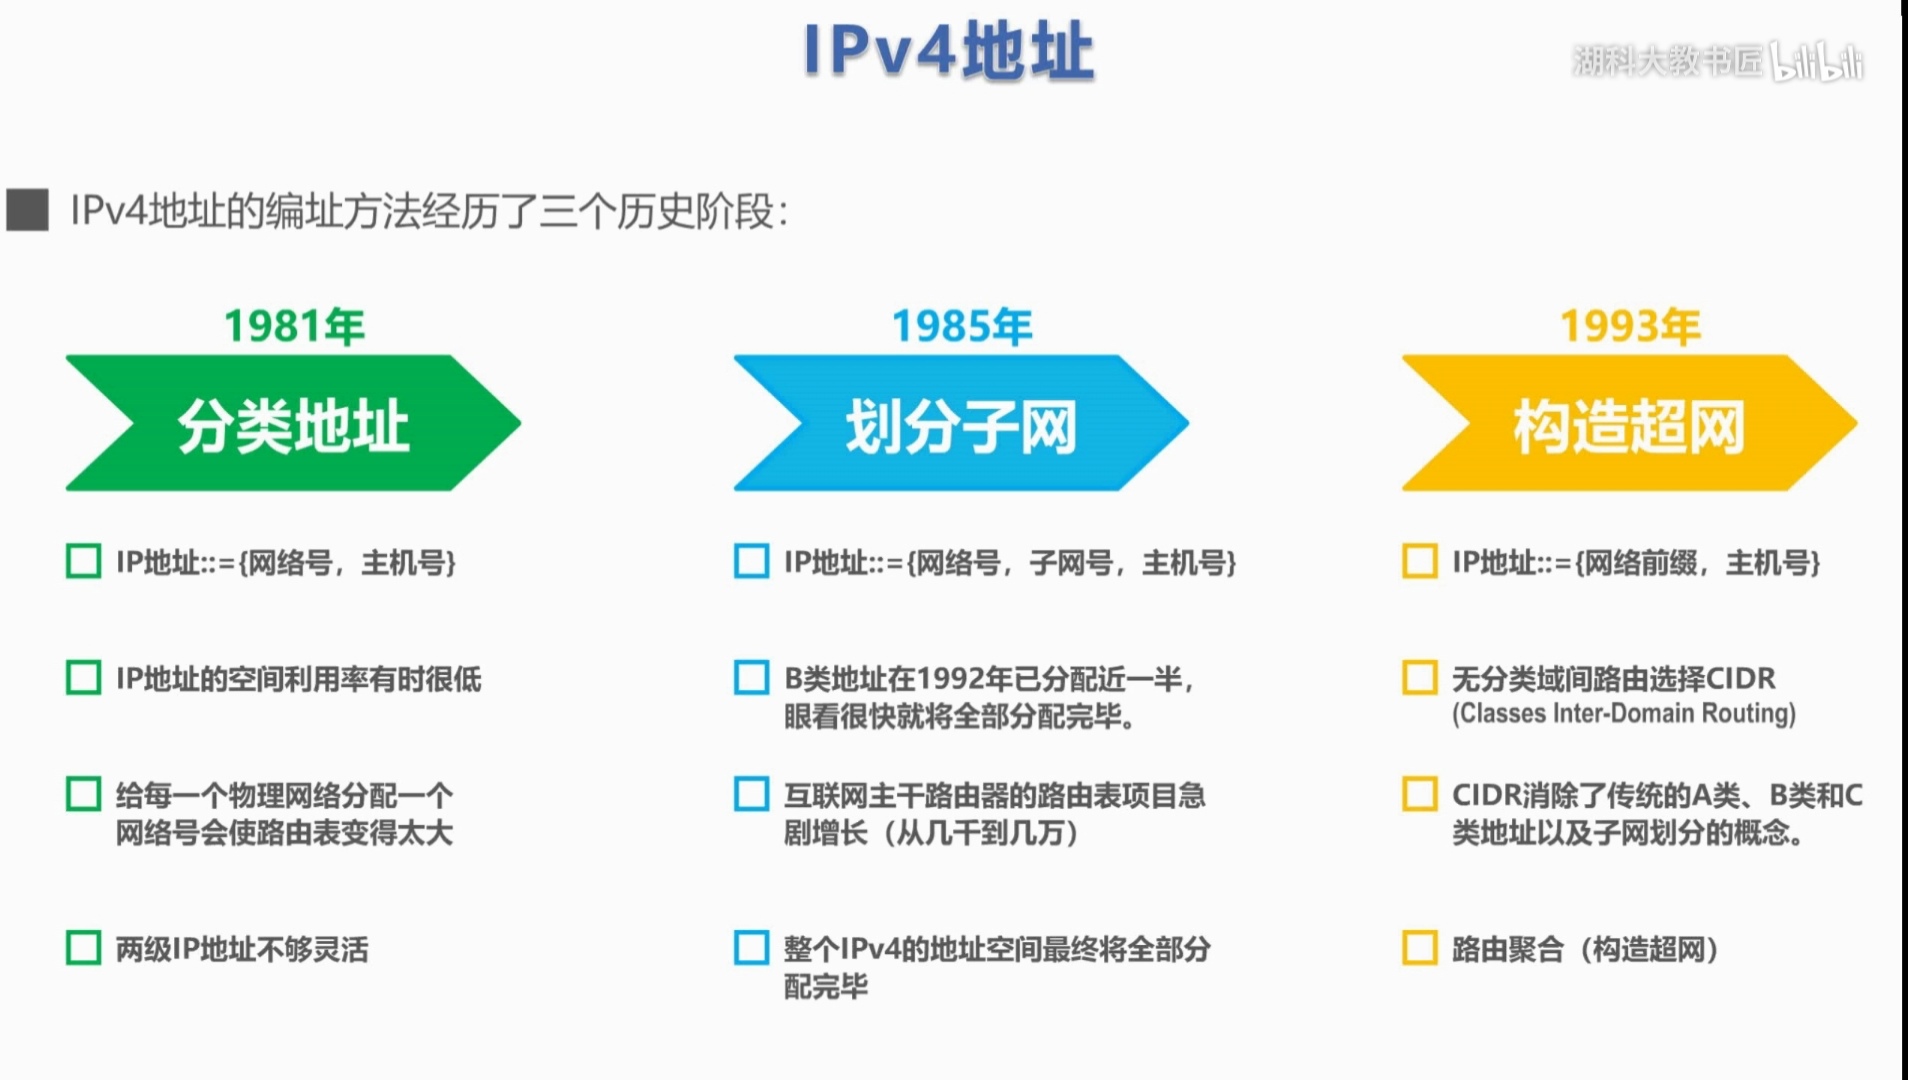 IPv4地址
湖科大教书匠 bilibili
IPv4地址的编址方法经历了三个历史阶段：
1981年
分类地址
IP地址::={网络号，主机号}
IP地址的空间利用率有时很低
给每一个物理网络分配一个
网络号会使路由表变得太大
两级IP地址不够灵活
1985年
划分子网
IP地址::={网络号，子网号，主机号}
B类地址在1992年已分配近一半，
眼看很快就将全部分配完毕。
互联网主干路由器的路由表项目急
剧增长（从几千到几万）
整个IPv4的地址空间最终将全部分
配完毕
1993年
构造超网
IP地址::={网络前缀，主机号}
无分类域间路由选择CIDR
(Classes Inter-Domain Routing)
CIDR消除了传统的A类、B类和C
类地址以及子网划分的概念。
路由聚合（构造超网）